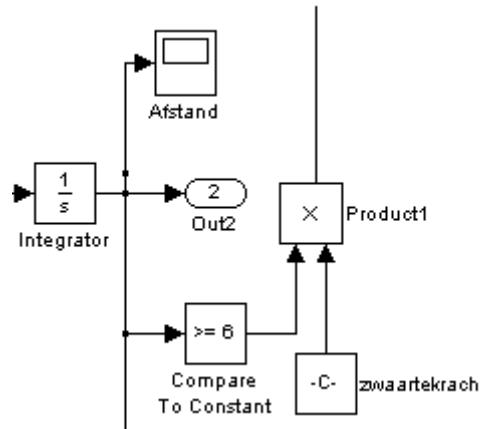 Afstand
1
s
Integrator
2
Out2
×
Product1
>= 6
Compare
To Constant
-C-
zwaartekrach